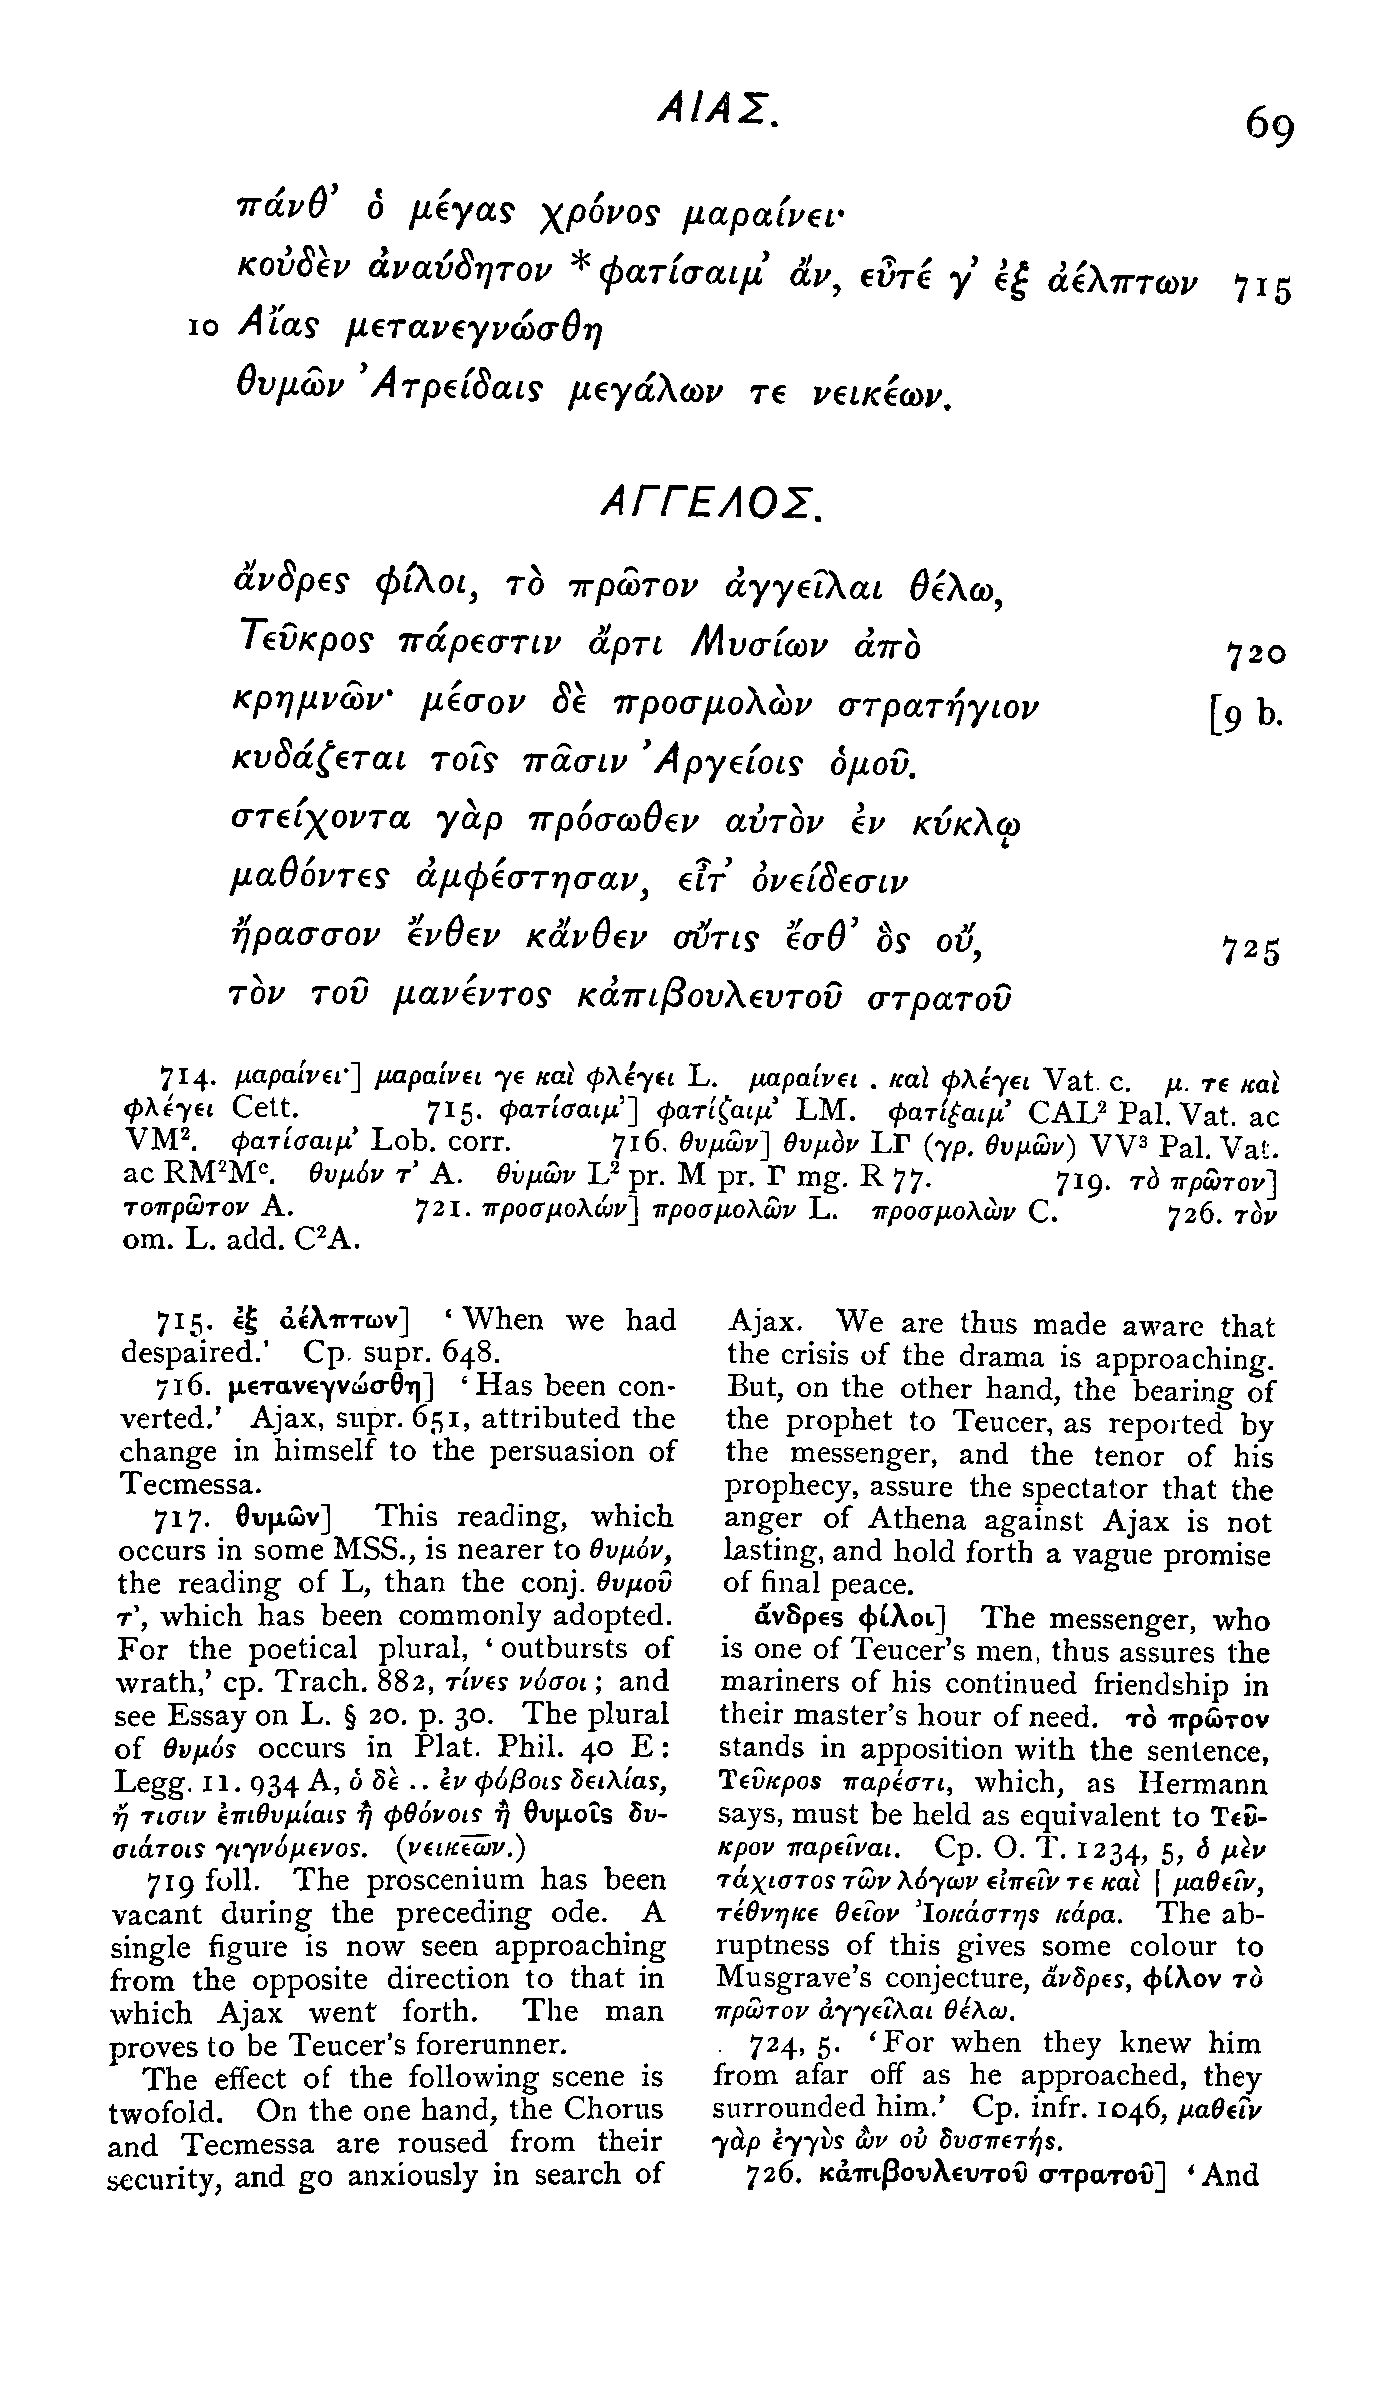 ΑΙΑΣ.
69
πάνθ’ ὁ μέγας χρόνος μαραίνει·
κοὐδὲν ἀναύδητον *φατίσαιμ’ ἄν, εὖτέ γ’ ἐξ ἀέλπτων 715
10 Αἴας μετανεγνώσθη
θυμῶν Ἀτρείδαις μεγάλων τε νεικέων.
ΑΓΓΕΛΟΣ.
ἄνδρες φίλοι, τὸ πρῶτον ἀγγεῖλαι θέλω,
Τεῦκρος πάρεστιν ἄρτι Μυσίων ἀπὸ 720
κρημνῶν· μέσον δὲ προσμολὼν στρατήγιον [9 b.
κυδάζεται τοῖς πᾶσιν Ἀργείοις ὁμοῦ.
στείχοντα γὰρ πρόσωθεν αὐτὸν ἐν κύκλῳ
μαθόντες ἀμφέστησαν, εἶτ’ ὀνείδεσιν
ἤρασσον ἔνθεν κἄνθεν οὔτις ἔσθ’ ὃς οὔ, 725
τὸν τοῦ μανέντος κἀπιβουλευτοῦ στρατοῦ
714. μαραίνει·] μαραίνει γε καὶ φλέγει L. μαραίνει . καὶ φλέγει Vat. c. μ. τε καὶ
φλέγει Cett. 715. φατίσαιμ’] φατίζαιμ’ LM. φατίξαιμ’ CAL² Pal. Vat. ac
VM². φατίσαιμ’ Lob. corr. 716. θυμῶν] θυμὸν LΓ (γρ. θυμῶν) VV³ Pal. Vat.
ac RM²Mᶜ. θυμόν τ’ A. θυμῶν L² pr. M pr. Γ mg. R 77. 719. τὸ πρῶτον]
τοπρῶτον A. 721. προσμολών] προσμολῶν L. προσμολὼν C. 726. τὸν
om. L. add. C²A.
715. ἐξ ἀέλπτων] ‘When we had
despaired.’ Cp. supr. 648.
716. μετανεγνώσθη] ‘Has been con-
verted.’ Ajax, supr. 651, attributed the
change in himself to the persuasion of
Tecmessa.
717. θυμῶν] This reading, which
occurs in some MSS., is nearer to θυμόν,
the reading of L, than the conj. θυμοῦ
τ’, which has been commonly adopted.
For the poetical plural, ‘outbursts of
wrath,’ cp. Trach. 882, τίνες νόσοι; and
see Essay on L. § 20. p. 30. The plural
of θυμός occurs in Plat. Phil. 40 E:
Legg. 11. 934 A, ὁ δὲ .. ἐν φόβοις δειλίας,
ἤ τισιν ἐπιθυμίαις ἢ φθόνοις ἢ θυμοῖς δυ-
σιάτοις γιγνόμενος. (νεικέων.)
719 foll. The proscenium has been
vacant during the preceding ode. A
single figure is now seen approaching
from the opposite direction to that in
which Ajax went forth. The man
proves to be Teucer’s forerunner.
The effect of the following scene is
twofold. On the one hand, the Chorus
and Tecmessa are roused from their
security, and go anxiously in search of
Ajax. We are thus made aware that
the crisis of the drama is approaching.
But, on the other hand, the bearing of
the prophet to Teucer, as reported by
the messenger, and the tenor of his
prophecy, assure the spectator that the
anger of Athena against Ajax is not
lasting, and hold forth a vague promise
of final peace.
ἄνδρες φίλοι] The messenger, who
is one of Teucer’s men, thus assures the
mariners of his continued friendship in
their master’s hour of need. τὸ πρῶτον
stands in apposition with the sentence,
Τεῦκρος παρέστι, which, as Hermann
says, must be held as equivalent to Τεῦ-
κρον παρεῖναι. Cp. O. T. 1234, 5, ὁ μὲν
τάχιστος τῶν λόγων εἰπεῖν τε καὶ | μαθεῖν,
τέθνηκε θεῖον Ἰοκάστης κάρα. The ab-
ruptness of this gives some colour to
Musgrave’s conjecture, ἄνδρες, φίλον τὸ
πρῶτον ἀγγεῖλαι θέλω.
724, 5. ‘For when they knew him
from afar off as he approached, they
surrounded him.’ Cp. infr. 1046, μαθεῖν
γὰρ ἐγγὺς ὢν οὐ δυσπετής.
726. κἀπιβουλευτοῦ στρατοῦ] ‘And